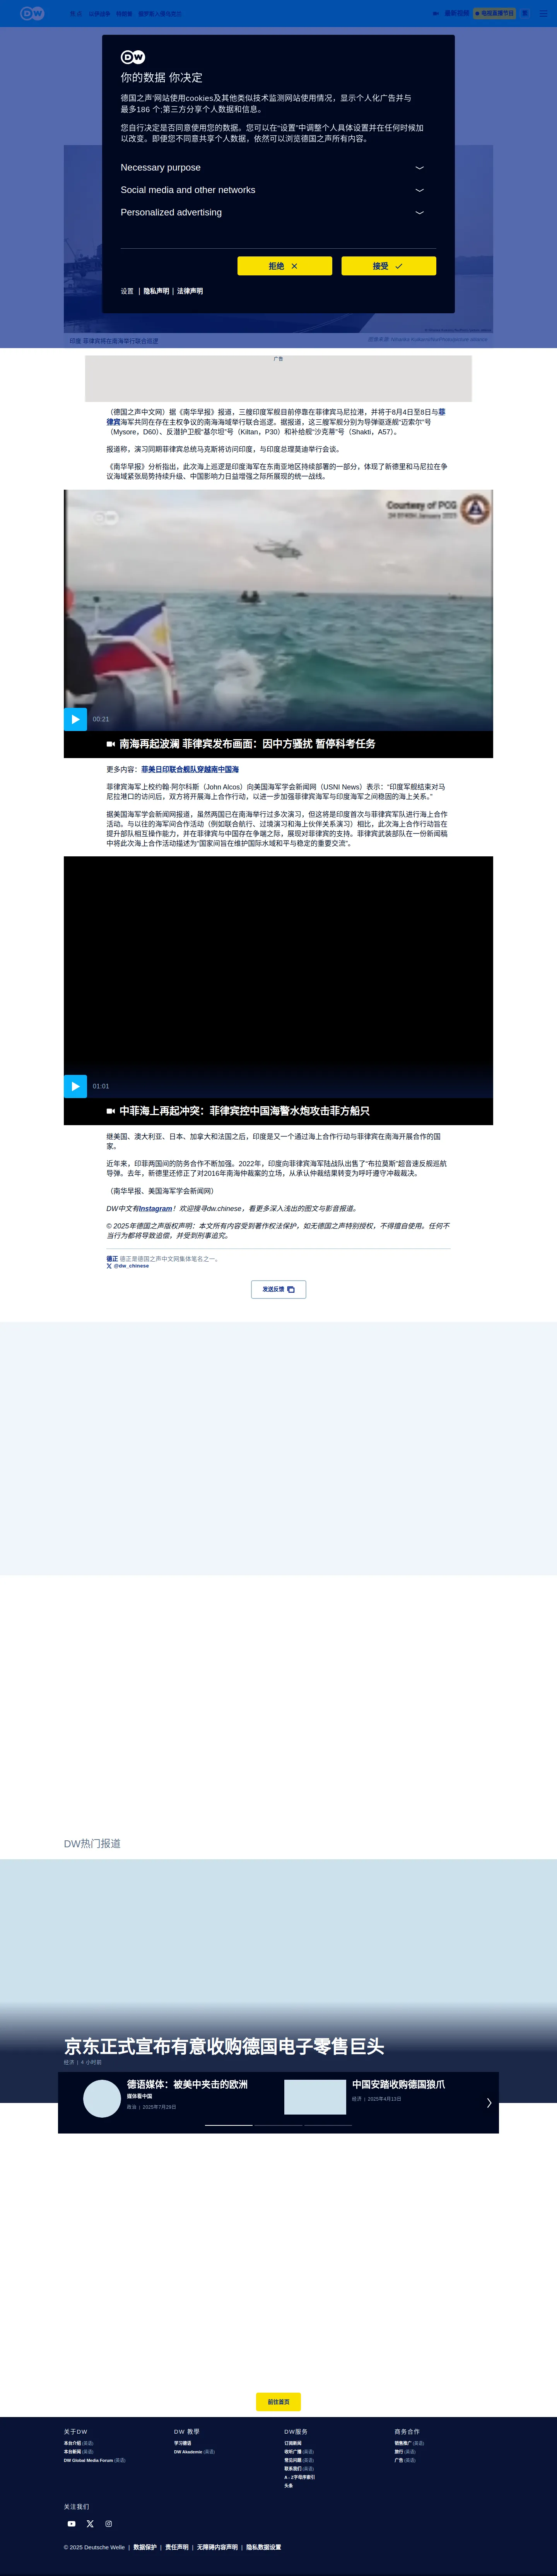 DW
最新视频
电视直播节目
DW
你的数据 你决定
德国之声网站使用cookies及其他类似技术监测网站使用情况，显示个人化广告并与
最多186 个;第三方分享个人数据和信息。
您自行决定是否同意使用您的数据。您可以在"设置"中调整个人具体设置并在任何时候加
以改变。即便您不同意共享个人数据，依然可以浏览德国之声所有内容。
Necessary purpose
Social media and other networks
Personalized advertising
拒绝
接受
设置 | 隐私声明 | 法律声明
印度 菲律宾将在南海举行联合巡逻
广告
（德国之声中文网）据《南华早报》报道，三艘印度军舰目前停靠在菲律宾马尼拉港，并将于8月4日至8日与菲
律宾海军共同在存在主权争议的南海海域举行联合巡逻。据报道，这三艘军舰分别为导弹驱逐舰"迈索尔"号
（Mysore，D60）、反潜护卫舰"基尔坦"号（Kiltan，P30）和补给舰"沙克蒂"号（Shakti，A57）。
报道称，演习同期菲律宾总统马克斯将访问印度，与印度总理莫迪举行会谈。
《南华早报》分析指出，此次海上巡逻是印度海军在东南亚地区持续部署的一部分，体现了新德里和马尼拉在争
议海域紧张局势持续升级、中国影响力日益增强之际所展现的统一战线。
Courtesy of PCG
00:21
南海再起波澜 菲律宾发布画面：因中方骚扰 暂停科考任务
更多内容：菲美日印联合舰队穿越南中国海
菲律宾海军上校约翰·阿尔科斯（John Alcos）向美国海军学会新闻网（USNI News）表示："印度军舰结束对马
尼拉港口的访问后，双方将开展海上合作行动，以进一步加强菲律宾海军与印度海军之间稳固的海上关系。"
据美国海军学会新闻网报道，虽然两国已在南海举行过多次演习，但这将是印度首次与菲律宾军队进行海上合作
活动。与以往的海军间合作活动（例如联合航行、过境演习和海上伙伴关系演习）相比，此次海上合作行动旨在
提升部队相互操作能力，并在菲律宾与中国存在争端之际，展现对菲律宾的支持。菲律宾武装部队在一份新闻稿
中将此次海上合作活动描述为"国家间旨在维护国际水域和平与稳定的重要交流"。
01:01
中菲海上再起冲突：菲律宾控中国海警水炮攻击菲方船只
继美国、澳大利亚、日本、加拿大和法国之后，印度是又一个通过海上合作行动与菲律宾在南海开展合作的国
家。
近年来，印菲两国间的防务合作不断加强。2022年，印度向菲律宾海军陆战队出售了"布拉莫斯"超音速反舰巡航
导弹。去年，新德里还修正了对2016年南海仲裁案的立场，从承认仲裁结果转变为呼吁遵守冲裁裁决。
（南华早报、美国海军学会新闻网）
DW中文有Instagram！欢迎搜寻dw.chinese，看更多深入浅出的图文与影音报道。
© 2025年德国之声版权声明：本文所有内容受到著作权法保护，如无德国之声特别授权，不得擅自使用。任何不
当行为都将导致追偿，并受到刑事追究。
德正 德正是德国之声中文网集体笔名之一。
@dw_chinese
发送反馈
DW热门报道
京东正式宣布有意收购德国电子零售巨头
经济 | 4 小时前
德语媒体：被美中夹击的欧洲
媒体看中国
政治 | 2025年7月29日
中国安踏收购德国狼爪
经济 | 2025年4月13日
前往首页
关于DW
本台介绍 (英语)
本台新闻 (英语)
DW Global Media Forum (英语)
DW 教學
学习德语
DW Akademie (英语)
DW服务
订阅新闻
收听广播 (英语)
常见问题 (英语)
联系我们 (英语)
A - Z字母序索引
头条
商务合作
销售推广 (英语)
旅行 (英语)
广告 (英语)
关注我们
© 2025 Deutsche Welle | 数据保护 | 责任声明 | 无障碍内容声明 | 隐私数据设置